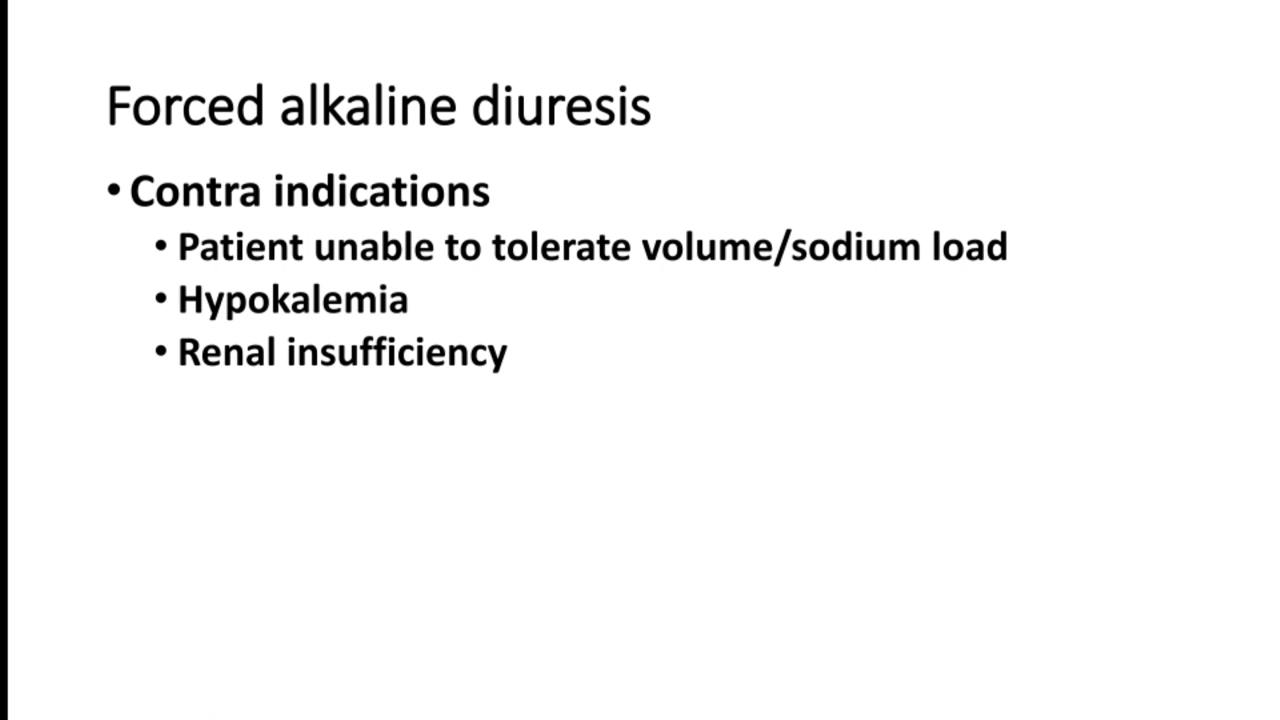 Forced alkaline diuresis
• Contra indications
• Patient unable to tolerate volume/sodium load
• Hypokalemia
• Renal insufficiency